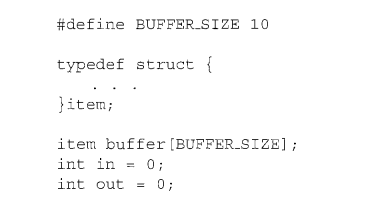 #define BUFFER_SIZE 10
typedef struct {
. . .
}item;
item buffer[BUFFER_SIZE];
int in = 0;
int out = 0;